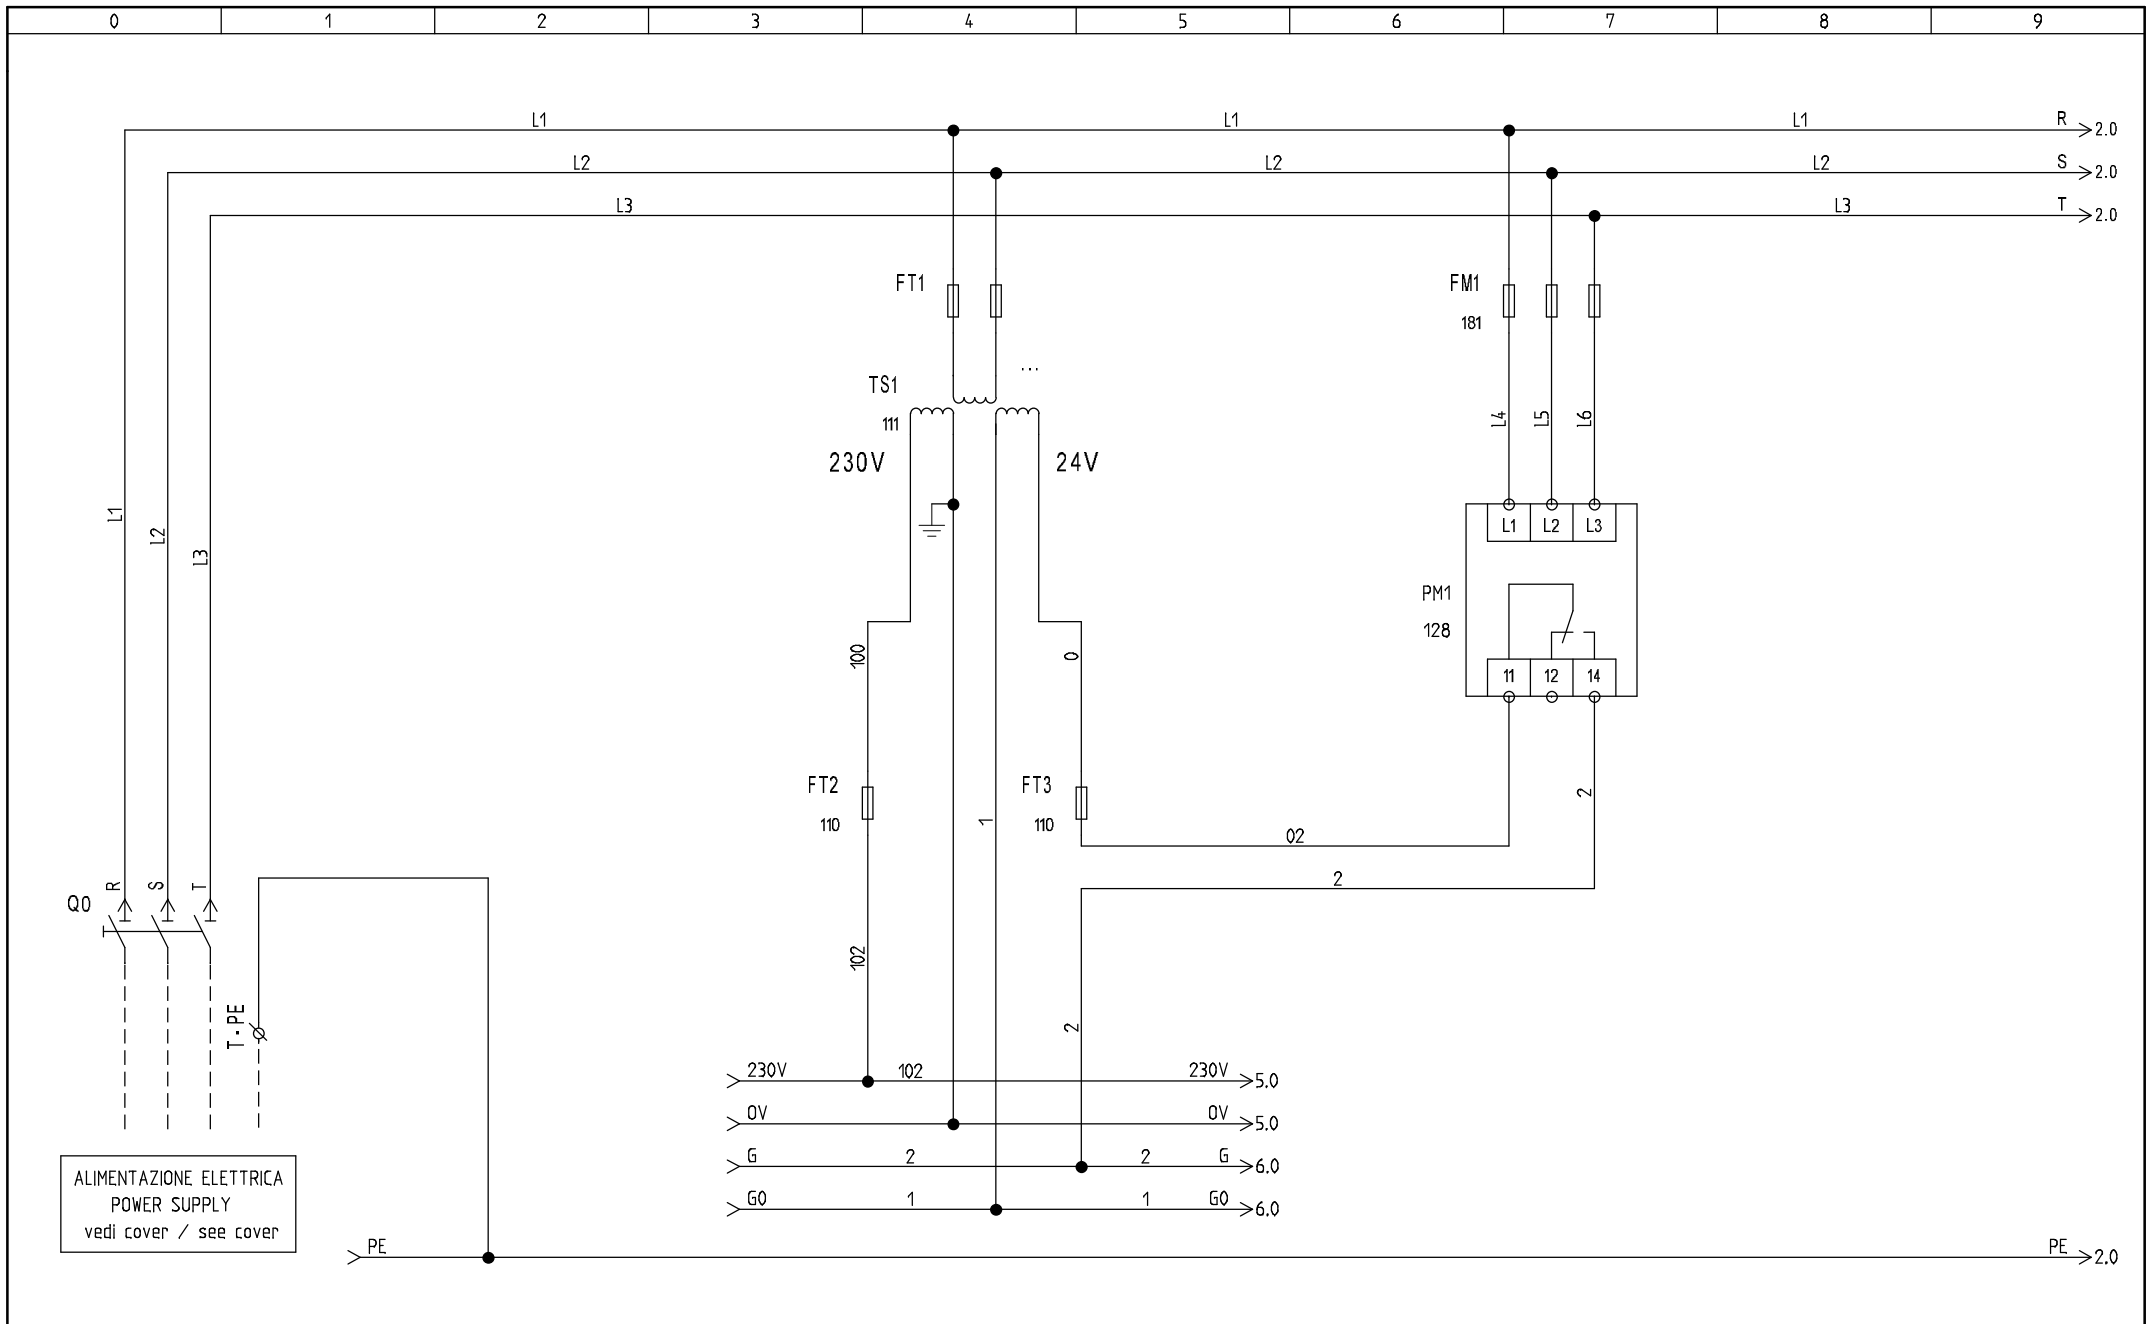 0 1 2 3 4 5 6 7 8 9
L1 L1 L1 R 2.0
L2 L2 L2 S 2.0
L3 L3 T 2.0
FT1
FM1
181
...
TS1
111
L4 L5 L6
230V 24V
L1 L2 L3
L1 L2 L3
PM1
128
100 0
11 12 14
FT2
110
FT3
110
1
2
02
2
R S T
Q0
102
T·PE
2
230V 102 230V 5.0
0V 0V 5.0
G 2 2 G 6.0
G0 1 1 G0 6.0
ALIMENTAZIONE ELETTRICA
POWER SUPPLY
vedi cover / see cover
PE PE 2.0